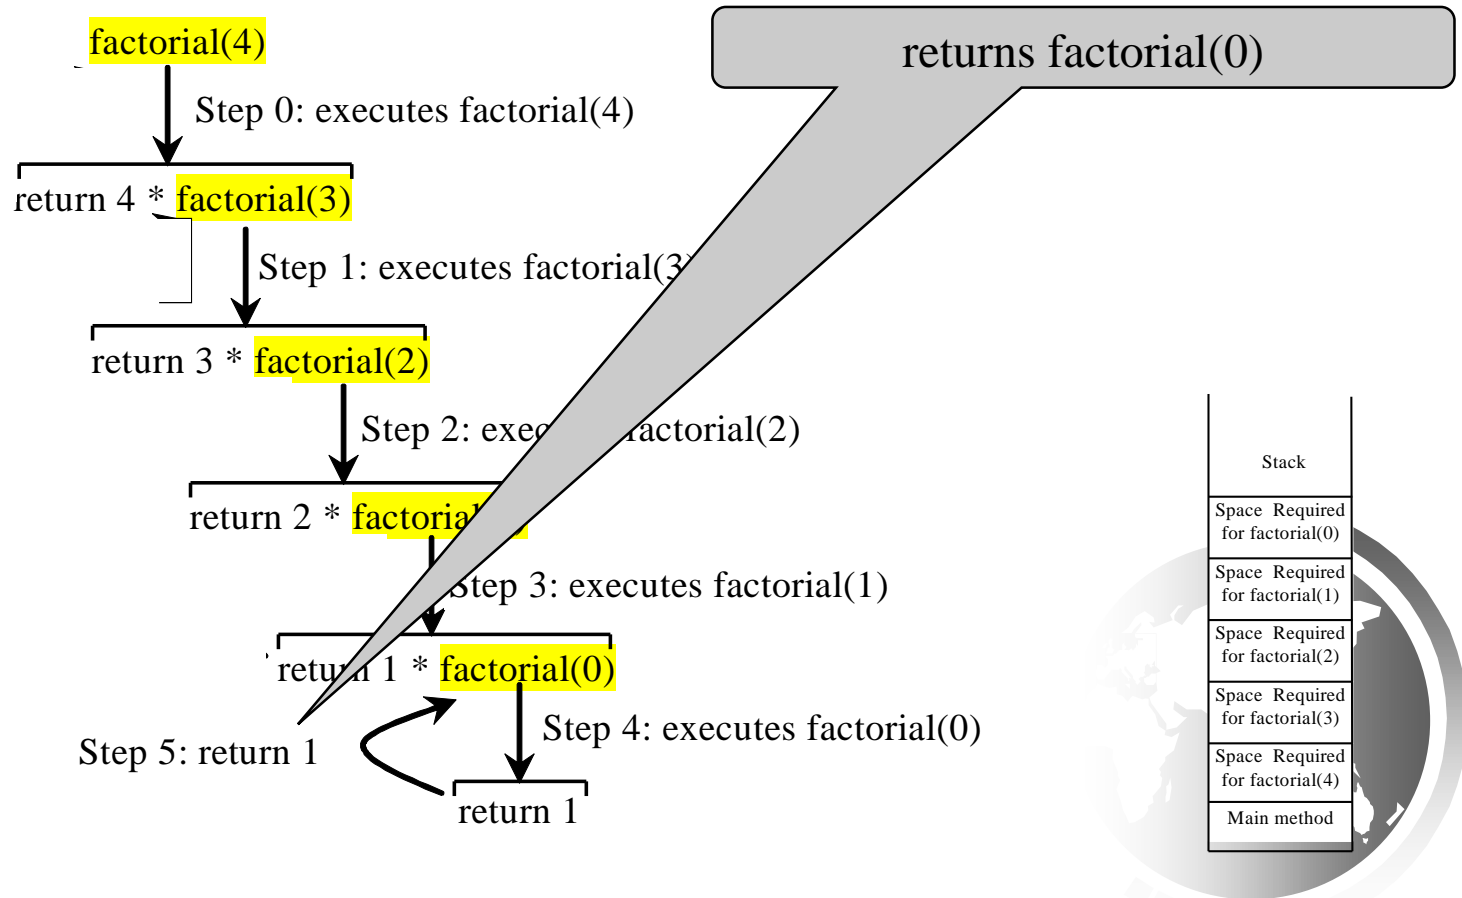 factorial(4)
returns factorial(0)
Step 0: executes factorial(4)
return 4 * factorial(3)
Step 1: executes factorial(3
return 3 * factorial(2)
Step 2: factorial(2)
return 2 *
Step 3: executes factorial(1)
return 1 * factorial(0)
Step 4: executes factorial(0)
Step 5: return 1
return 1
Stack
Space Required
for factorial(0)
Space Required
for factorial(1)
Space Required
for factorial(2)
Space Required
for factorial(3)
Space Required
for factorial(4)
Main method